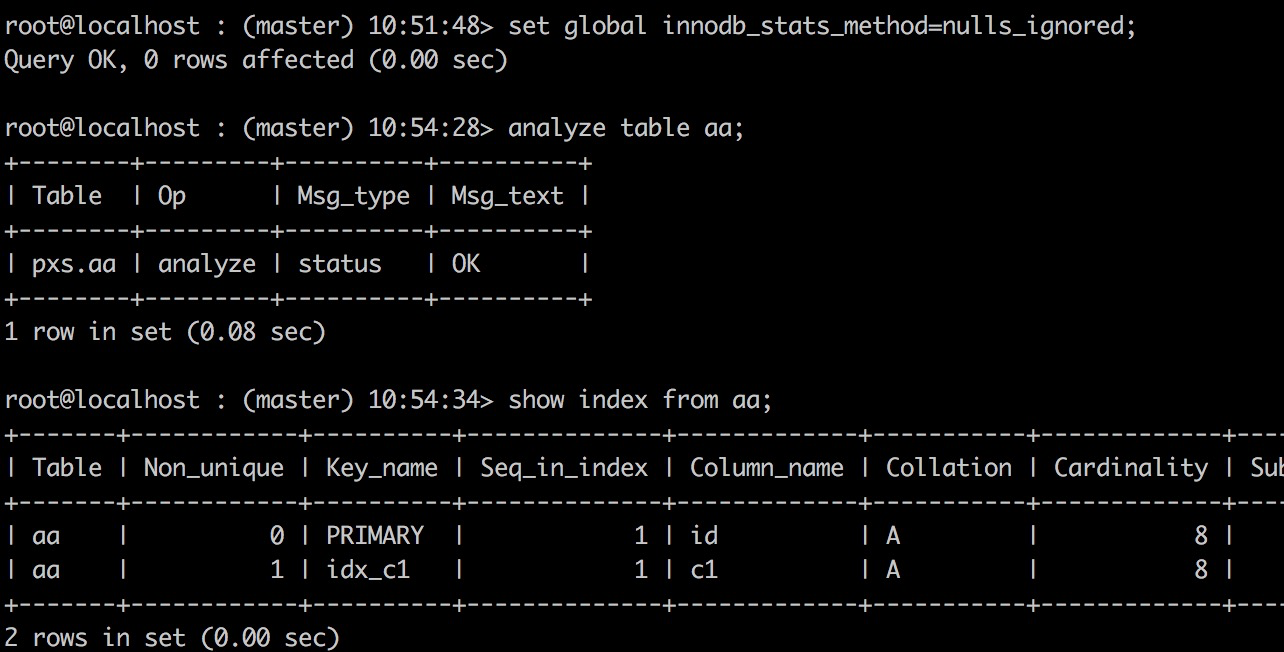 root@localhost : (master) 10:51:48> set global innodb_stats_method=nulls_ignored;
Query OK, 0 rows affected (0.00 sec)
root@localhost : (master) 10:54:28> analyze table aa;
+--------+---------+----------+----------+
| Table  | Op      | Msg_type | Msg_text |
+--------+---------+----------+----------+
| pxs.aa | analyze | status   | OK       |
+--------+---------+----------+----------+
1 row in set (0.08 sec)
root@localhost : (master) 10:54:34> show index from aa;
+-------+------------+----------+--------------+-------------+-----------+-------------+----
| Table | Non_unique | Key_name | Seq_in_index | Column_name | Collation | Cardinality | Sub
+-------+------------+----------+--------------+-------------+-----------+-------------+----
| aa    |          0 | PRIMARY  |            1 | id          | A         |           8 |
| aa    |          1 | idx_c1   |            1 | c1          | A         |           8 |
+-------+------------+----------+--------------+-------------+-----------+-------------+----
2 rows in set (0.00 sec)